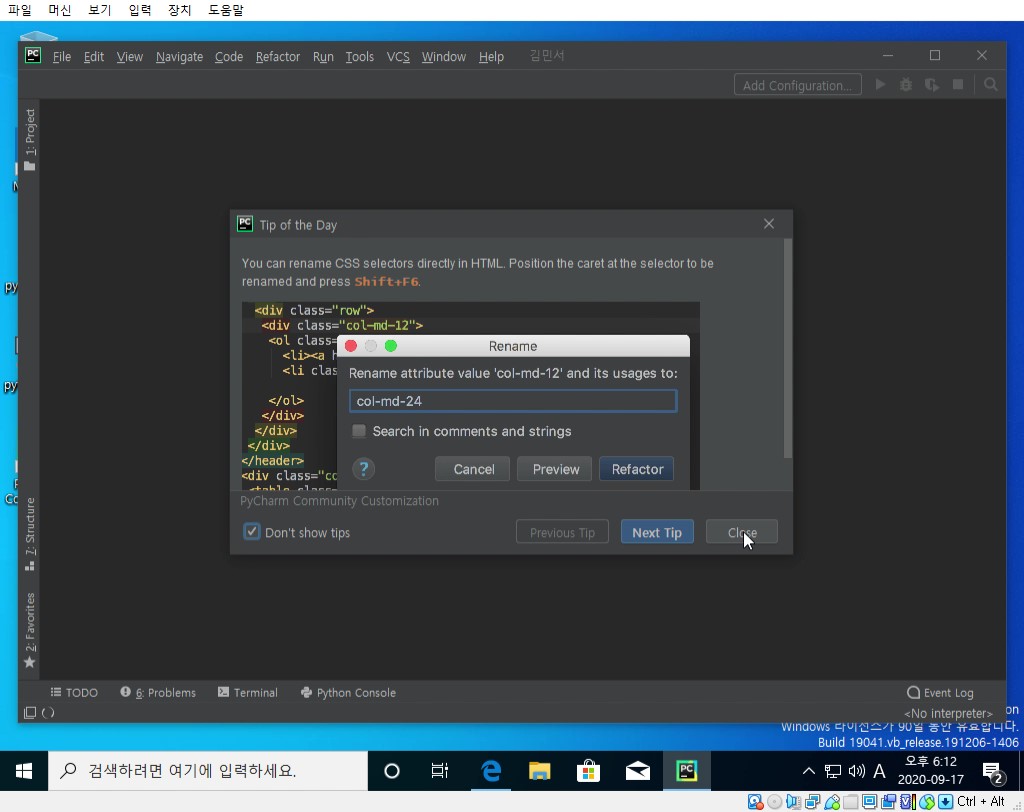 파일 머신 보기 입력 장치 도움말
PC File Edit View Navigate Code Refactor Run Tools VCS Window Help 김민서
Add Configuration...
1: Project
PC Tip of the Day
You can rename CSS selectors directly in HTML. Position the caret at the selector to be
renamed and press Shift+F6.
<div class="row">
<div class="col-md-12">
<ol clas
<li><a h
<li clas
</ol>
</div>
</div>
</div>
</header>
<div class="co
<table clas
Rename
Rename attribute value 'col-md-12' and its usages to:
col-md-24
Search in comments and strings
? Cancel Preview Refactor
PyCharm Community Customization
Don't show tips Previous Tip Next Tip Close
py
py
7: Structure
2: Favorites
TODO 6: Problems Terminal Python Console Event Log
<No interpreter>
on
Windows 라이선스가 90일 동안 유효합니다.
Build 19041.vb_release.191206-1406
검색하려면 여기에 입력하세요.
PC
A 오후 6:12
2020-09-17
2
Ctrl + Alt